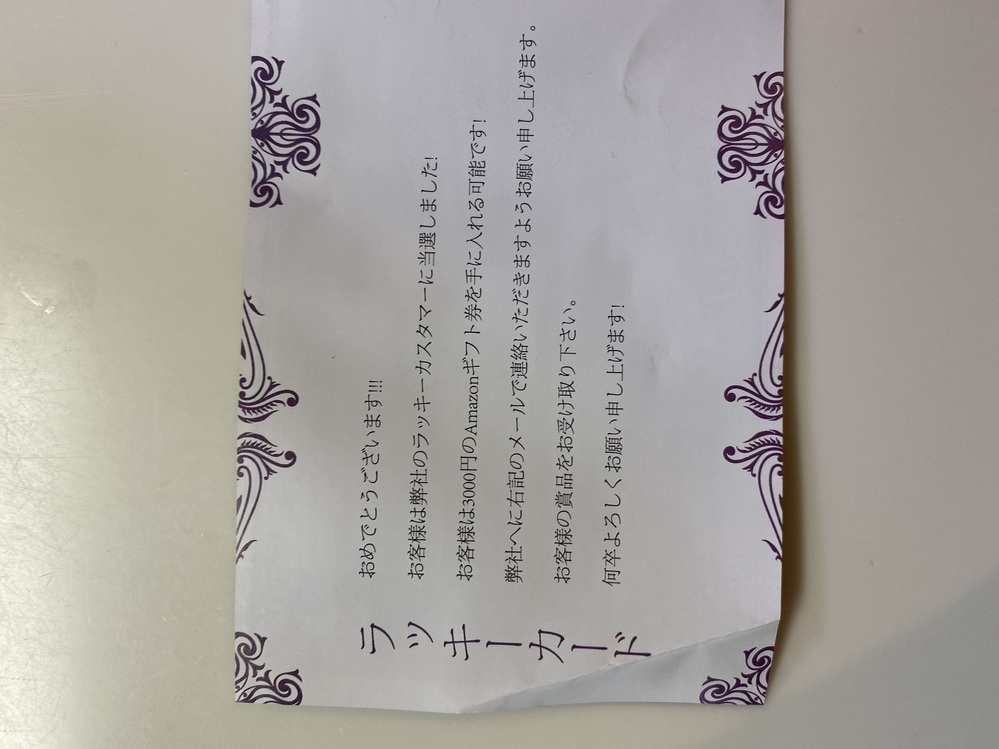 ラッキーカード
おめでとうございます!!!
お客様は弊社のラッキーカスタマーに当選しました!
お客様は3000円のAmazonギフト券を手に入れる可能です!
弊社へに右記のメールで連絡いただきますようお願い申し上げます。
お客様の賞品をお受け取り下さい。
何卒よろしくお願い申し上げます!